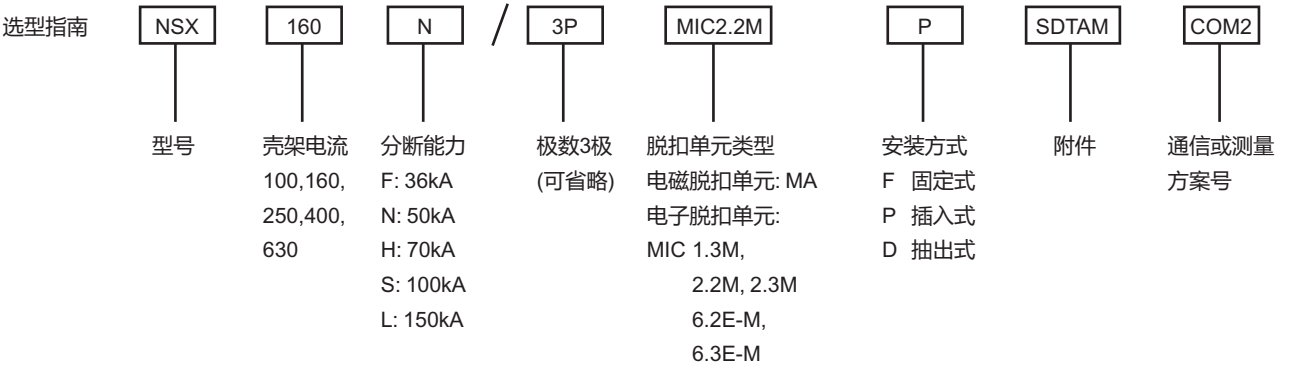 选型指南 NSX 160 N / 3P MIC2.2M P SDTAM COM2
型号 壳架电流 分断能力 极数3极 脱扣单元类型 安装方式 附件 通信或测量
100,160, F: 36kA (可省略) 电磁脱扣单元: MA F 固定式 方案号
250,400, N: 50kA 电子脱扣单元: P 插入式
630 H: 70kA MIC 1.3M, D 抽出式
S: 100kA 2.2M, 2.3M
L: 150kA 6.2E-M,
6.3E-M